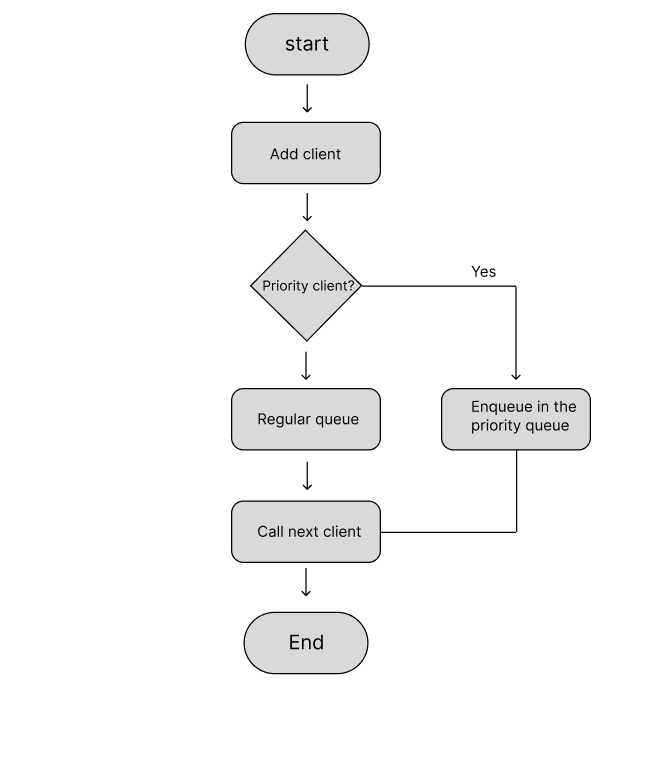 start
Add client
Priority client?
Yes
Regular queue
Enqueue in the
priority queue
Call next client
End